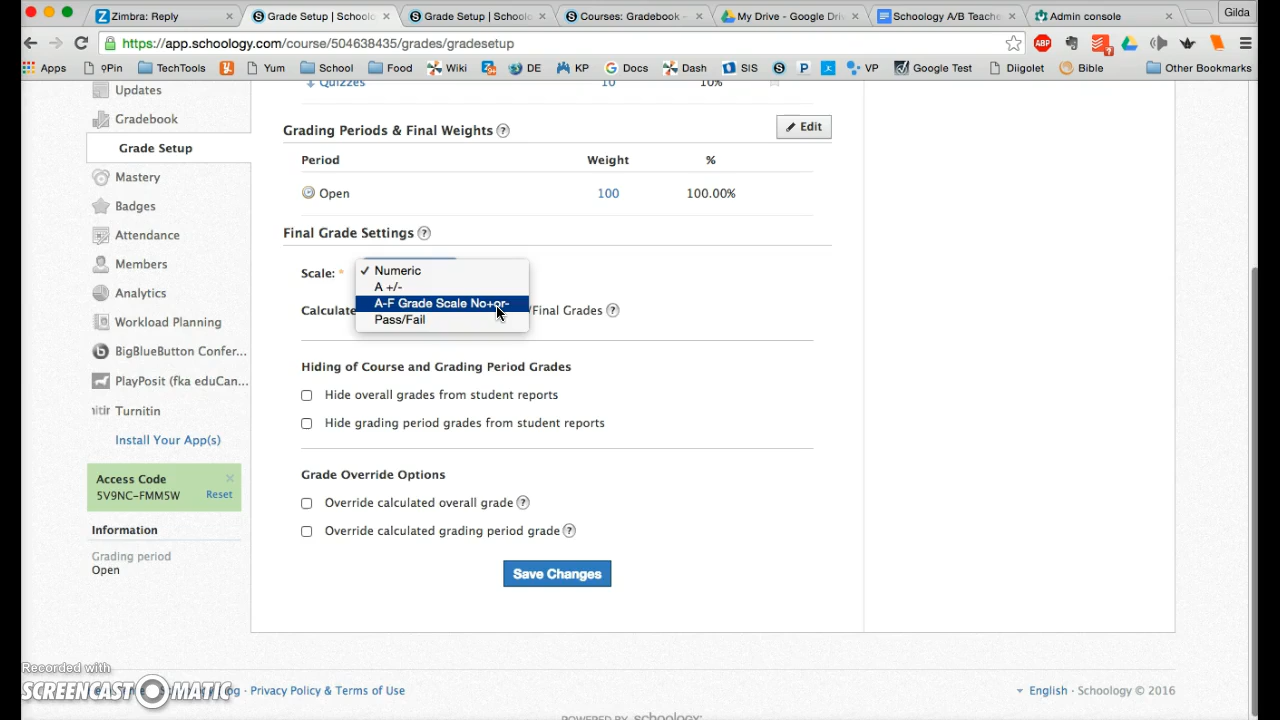 Zimbra: Reply
Grade Setup | Schoolo
Grade Setup | Schoolo
Courses: Gradebook –
My Drive - Google Driv
Schoology A/B Teache
Admin console
Gilda
https://app.schoology.com/course/504638435/grades/gradesetup
ABP
Apps
9Pin
TechTools
Yum
School
Foo
DE
KP
Docs
Dash
SIS
VP
Google Test
Diigolet
Bible
Other Bookmarks
Updates
Gradebook
Grade Setup
Mastery
Badges
Attendance
Members
Analytics
Workload Planning
BigBlueButton Confer...
PlayPosit (fka eduCan...
Turnitin
Install Your App(s)
Access Code
5V9NC-FMM5W
Reset
Information
Grading period
Open
Quizzes 10 10%
Grading Periods & Final Weights
Edit
Period Weight %
Open 100 100.00%
Final Grade Settings
Scale: *
Numeric
A +/-
A-F Grade Scale No+or-
Pass/Fail
Calculate
/Final Grades
Hiding of Course and Grading Period Grades
Hide overall grades from student reports
Hide grading period grades from student reports
Grade Override Options
Override calculated overall grade
Override calculated grading period grade
Save Changes
Recorded with
SCREENCAST-O-MATIC
Privacy Policy & Terms of Use
English · Schoology © 2016
POWERED BY schoology